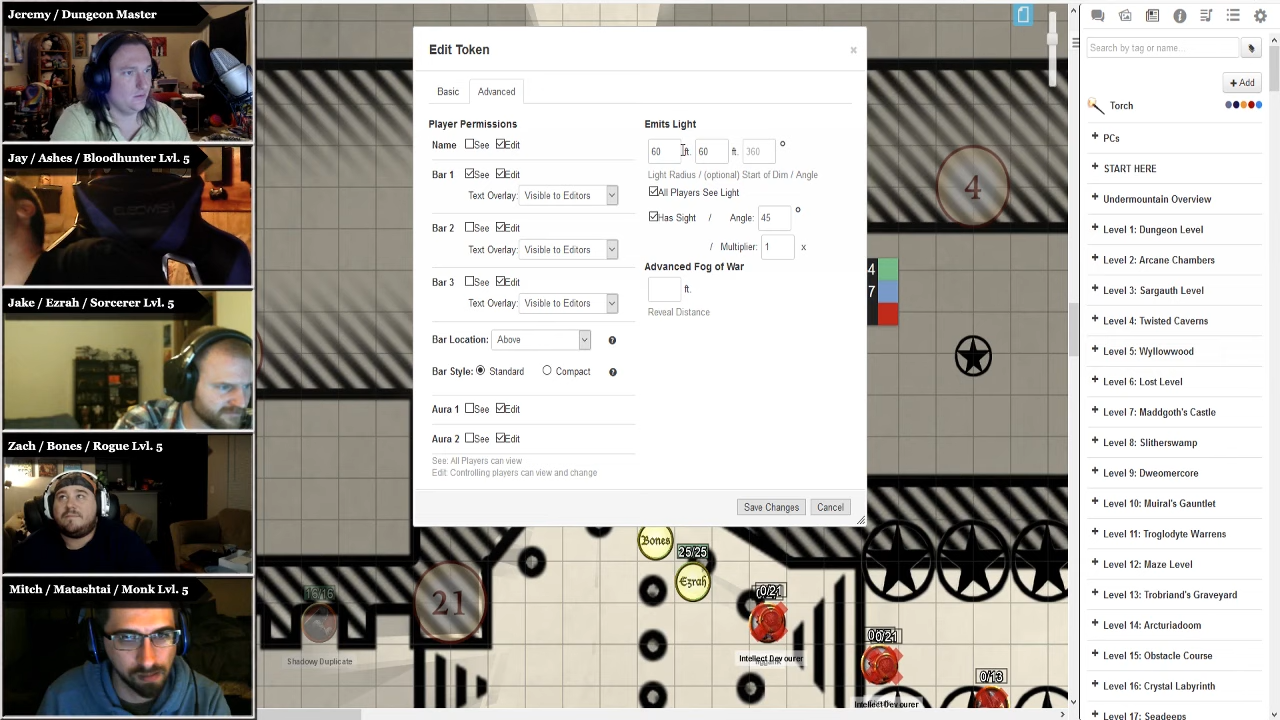 Jeremy / Dungeon Master
Jay / Ashes / Bloodhunter Lvl. 5
Jake / Ezrah / Sorcerer Lvl. 5
Zach / Bones / Rogue Lvl. 5
Mitch / Matashtai / Monk Lvl. 5
Edit Token
×
Basic
Advanced
Player Permissions
Name See Edit
Bar 1 See Edit
Text Overlay: Visible to Editors
Bar 2 See Edit
Text Overlay: Visible to Editors
Bar 3 See Edit
Text Overlay: Visible to Editors
Bar Location: Above
Bar Style: Standard Compact
Aura 1 See Edit
Aura 2 See Edit
See: All Players can view
Edit: Controlling players can view and change
Emits Light
60 ft. 60 ft. 360 °
Light Radius / (optional) Start of Dim / Angle
All Players See Light
Has Sight / Angle: 45 °
/ Multiplier: 1 x
Advanced Fog of War
ft.
Reveal Distance
Save Changes
Cancel
4
4
7
Bones
25/25
Ezrah
16/16
21
Shadowy Duplicate
0/21
Intellect Devourer
0/21
Intellect Devourer
0/13
Search by tag or name...
+ Add
Torch
PCs
START HERE
Undermountain Overview
Level 1: Dungeon Level
Level 2: Arcane Chambers
Level 3: Sargauth Level
Level 4: Twisted Caverns
Level 5: Wyllowwood
Level 6: Lost Level
Level 7: Maddgoth's Castle
Level 8: Slitherswamp
Level 9: Dweomercore
Level 10: Muiral's Gauntlet
Level 11: Troglodyte Warrens
Level 12: Maze Level
Level 13: Trobriand's Graveyard
Level 14: Arcturiadoom
Level 15: Obstacle Course
Level 16: Crystal Labyrinth
Level 17: Seadeeps